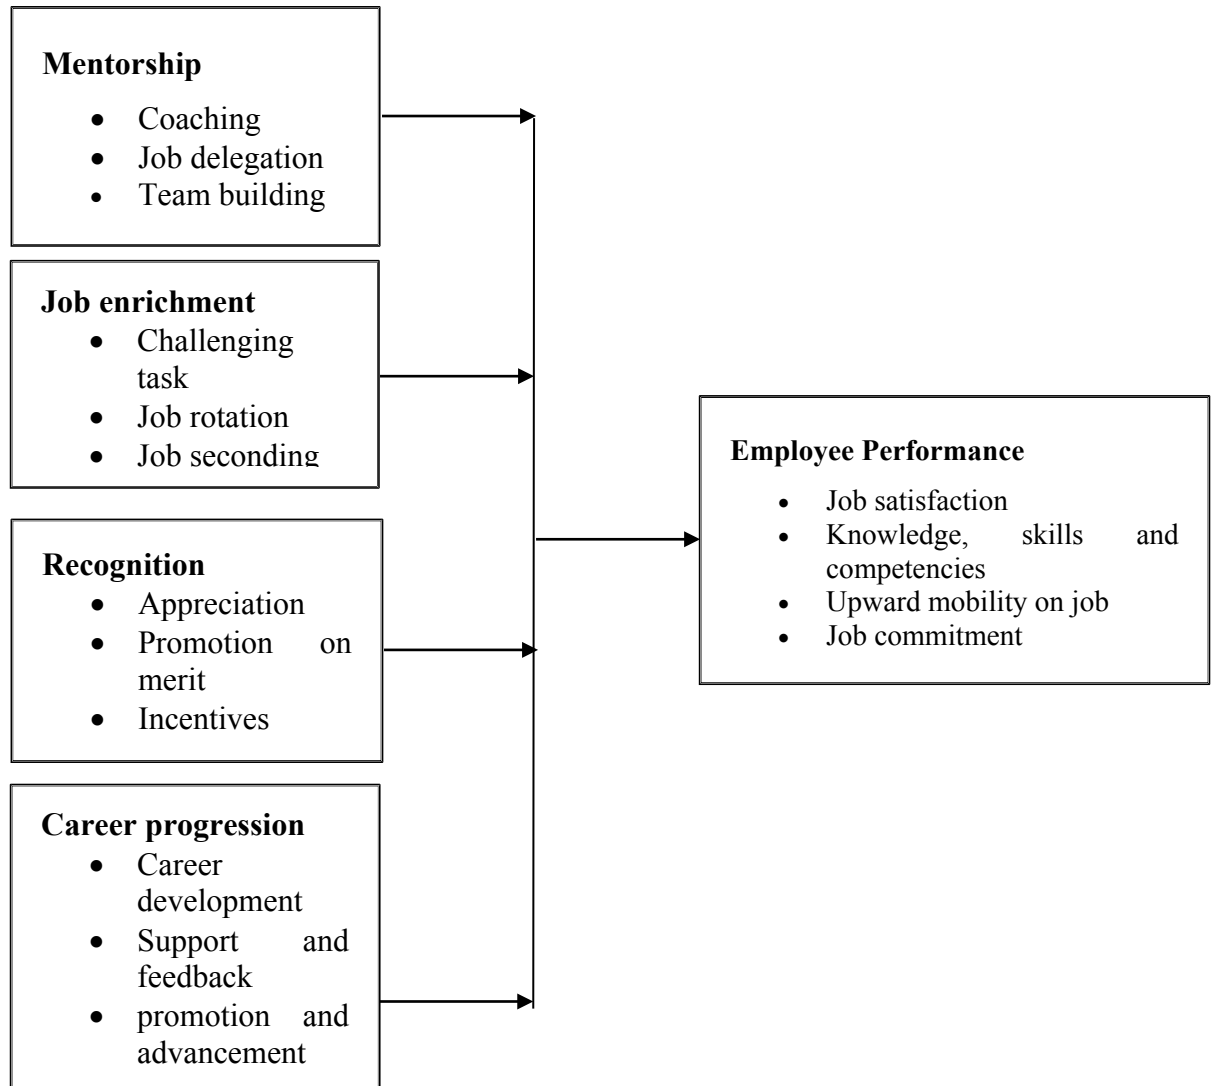 Mentorship
• Coaching
• Job delegation
• Team building
Job enrichment
• Challenging
task
• Job rotation
• Job seconding
Recognition
• Appreciation
• Promotion on
merit
• Incentives
Career progression
• Career
development
• Support and
feedback
• promotion and
advancement
Employee Performance
• Job satisfaction
• Knowledge, skills and
competencies
• Upward mobility on job
• Job commitment